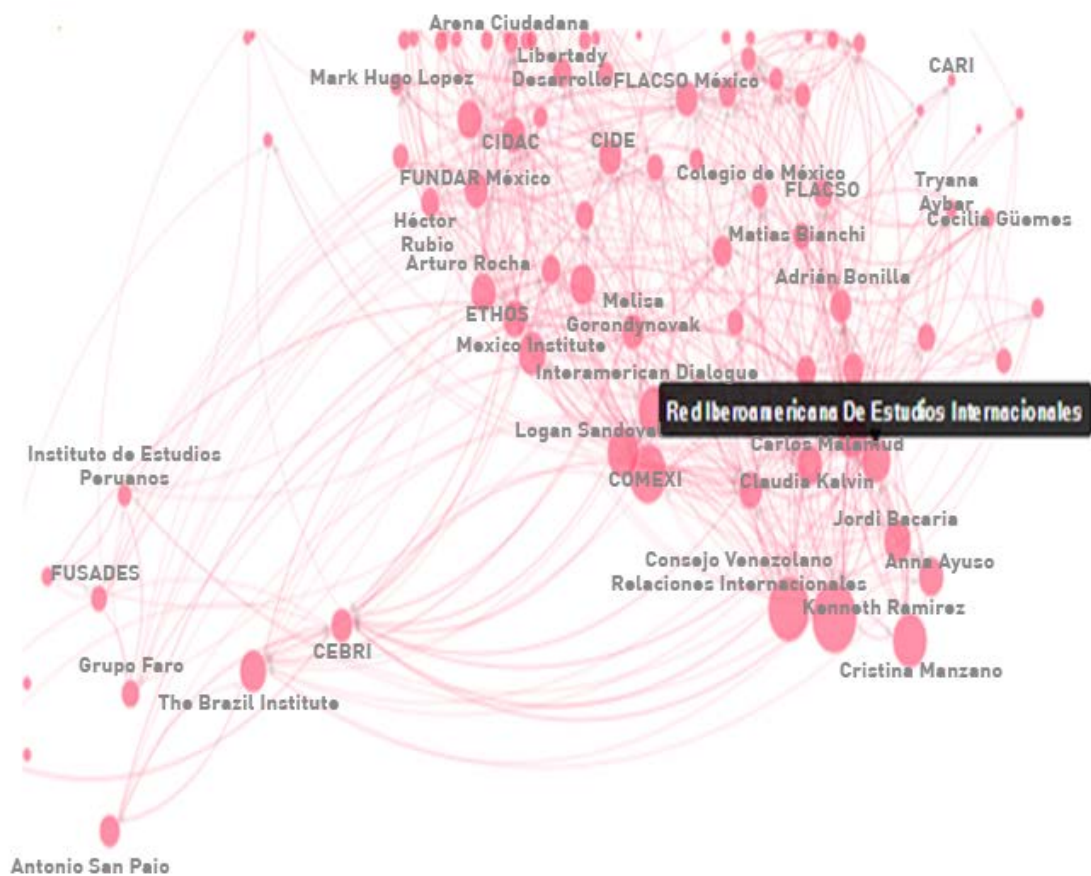 Arena Ciudadana
Libertady
Desarrollo
Mark Hugo Lopez
FLACSO México
CARI
CIDAC
CIDE
Colegio de México
FUNDAR México
FLACSO
Tryana
Aybar
Cecilia Güemes
Héctor
Rubio
Matias Bianchi
Arturo Rocha
Adrián Bonilla
Melisa
Gorondynovak
ETHOS
Mexico Institute
Interamerican Dialogue
Red Iberoamericana De Estudios Internacionales
Logan Sandoval
Carlos Malamud
Instituto de Estudios
Peruanos
COMEXI
Claudia Kalvin
Jordi Bacaria
Consejo Venezolano
Relaciones Internacionales
Anna Ayuso
FUSADES
Kenneth Ramirez
CEBRI
Grupo Faro
Cristina Manzano
The Brazil Institute
Antonio San Paio